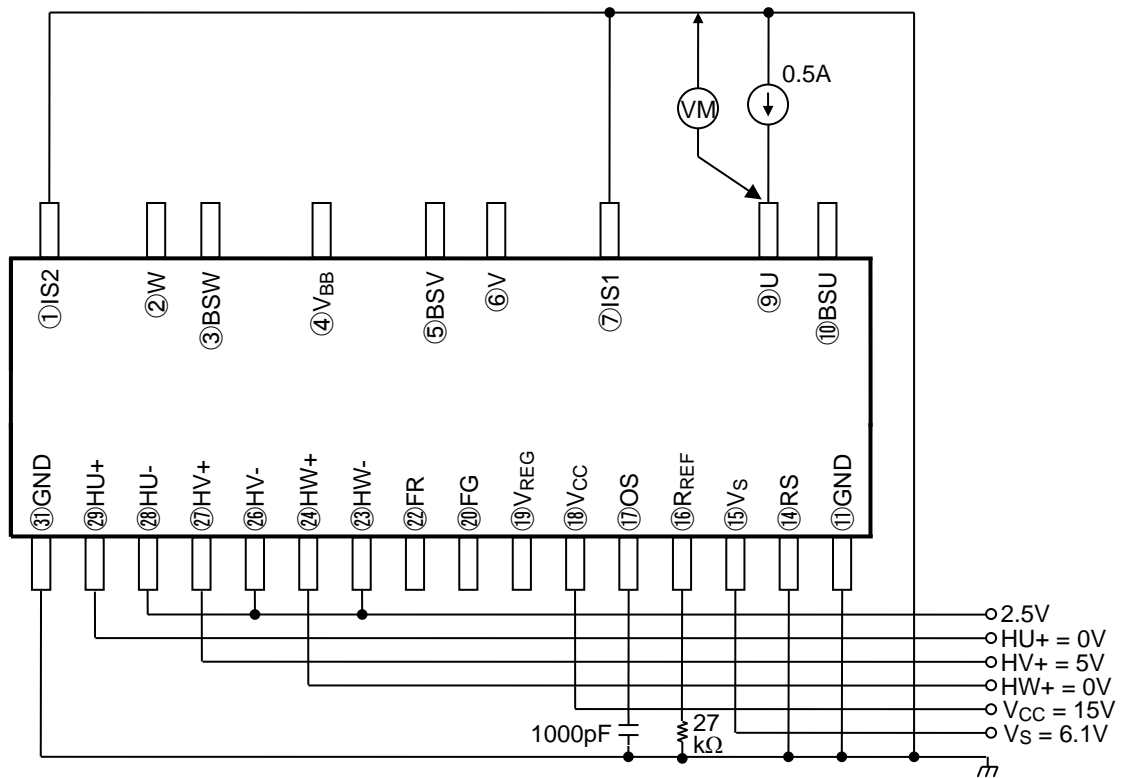 0.5A
VM
①IS2
②W
③BSW
④VBB
⑤BSV
⑥V
⑦IS1
⑨U
⑩BSU
㉛GND
㉙HU+
㉘HU-
㉗HV+
㉖HV-
㉔HW+
㉓HW-
㉒FR
⑳FG
⑲VREG
⑱VCC
⑰OS
⑯RREF
⑮VS
⑭RS
⑪GND
2.5V
HU+ = 0V
HV+ = 5V
HW+ = 0V
VCC = 15V
VS = 6.1V
1000pF
27
kΩ